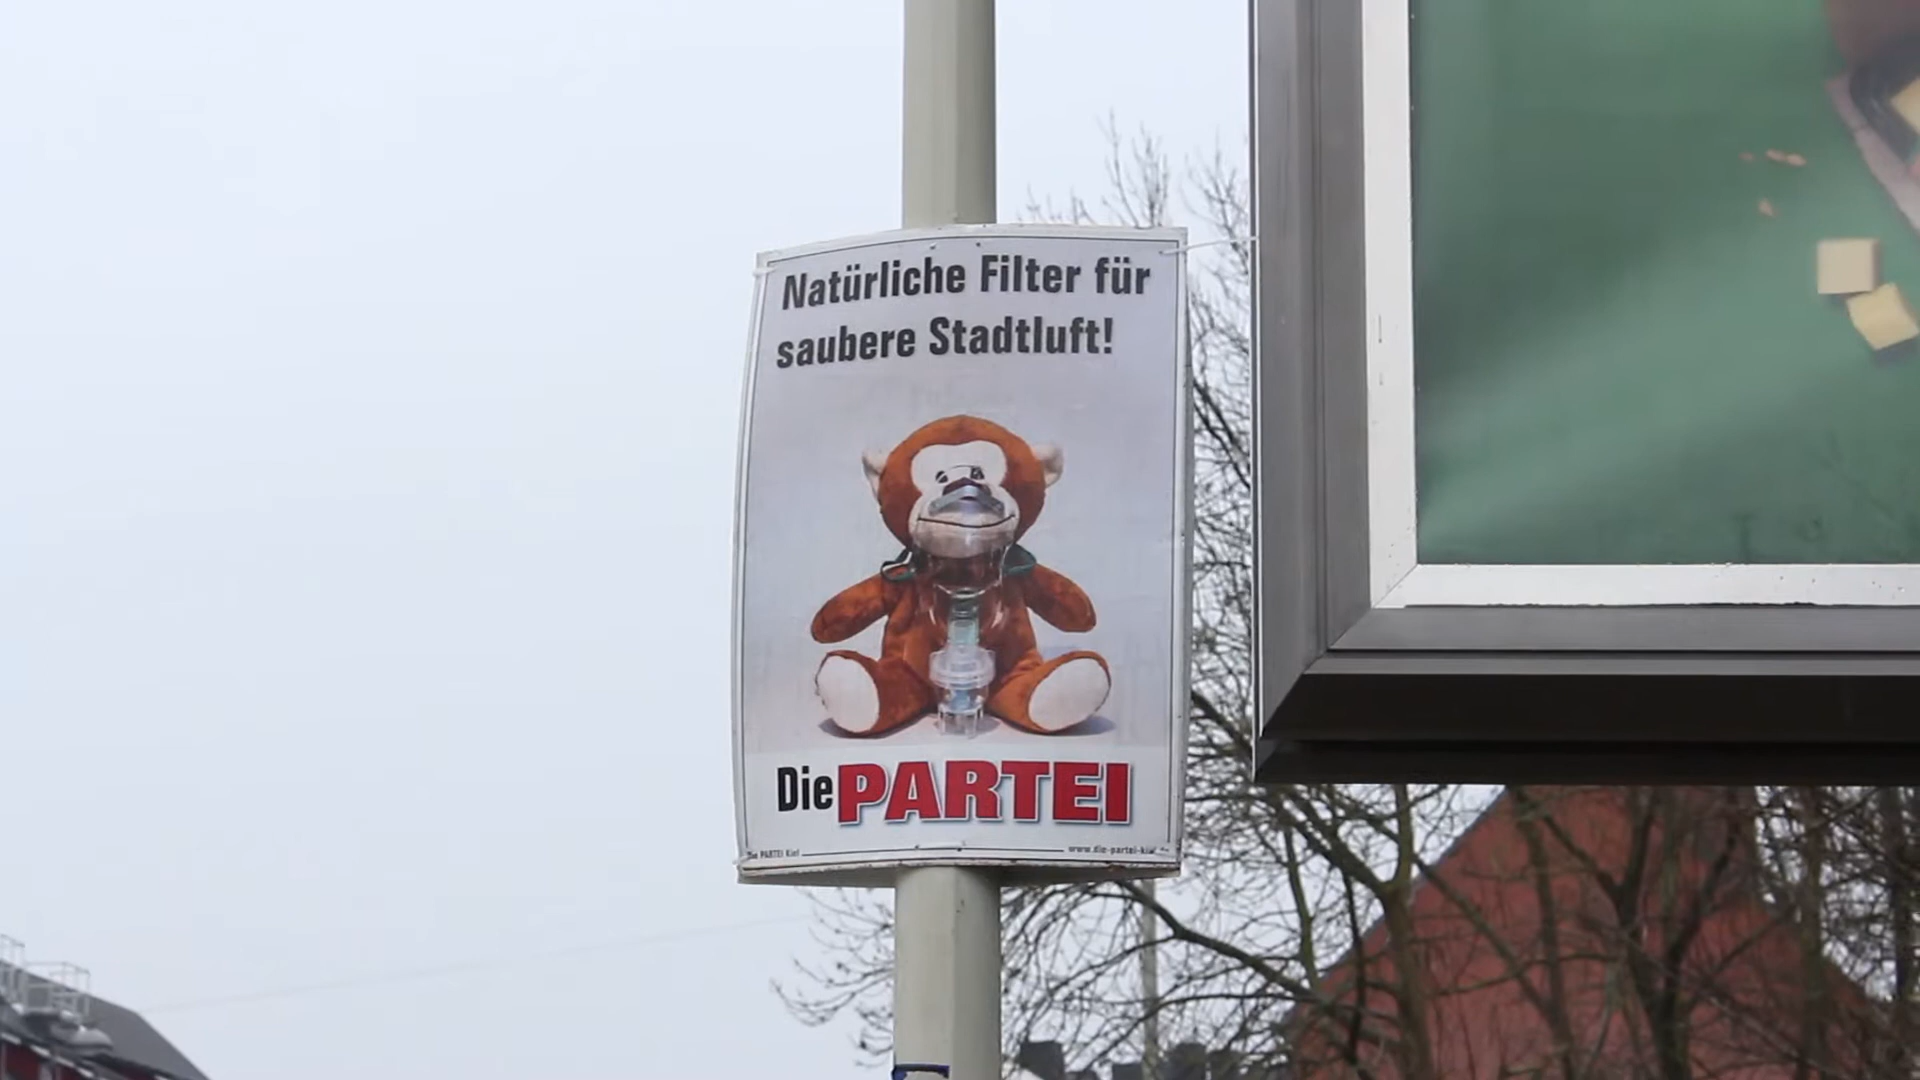 Natürliche Filter für
saubere Stadtluft!
Die PARTEI
Die PARTEI Kiel
www.die-partei-kiel